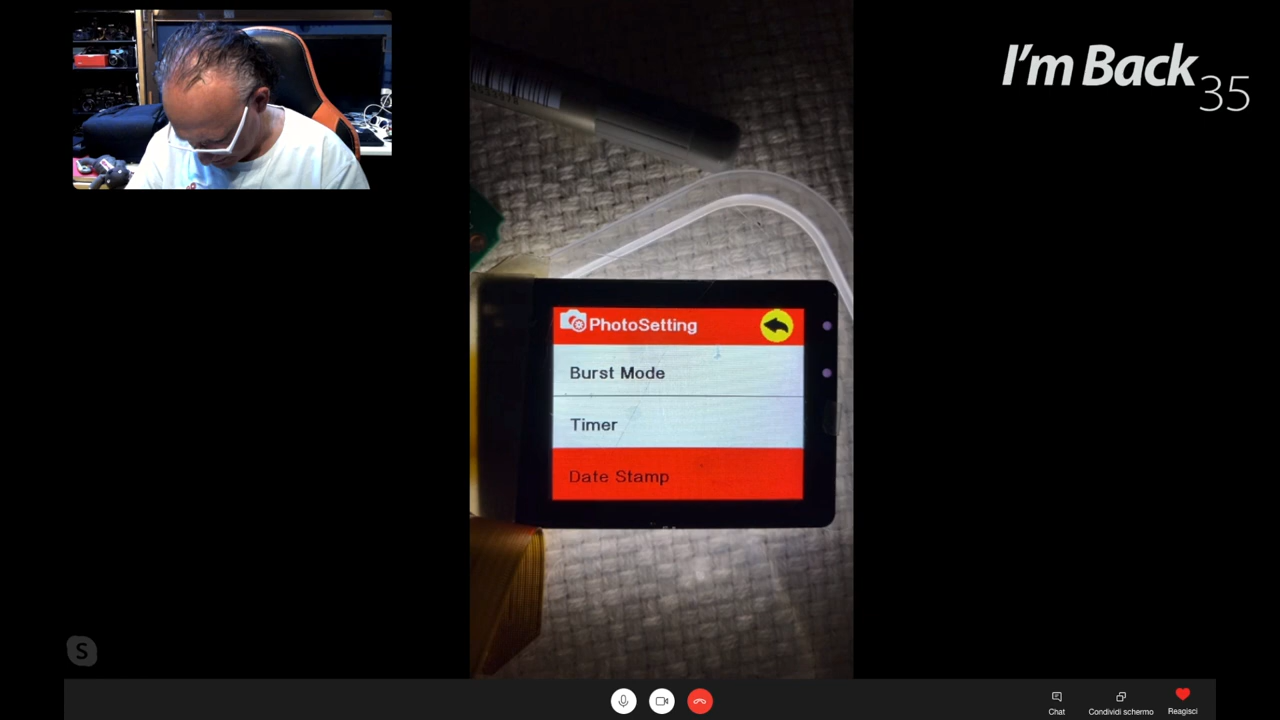 I'm Back
35
PhotoSetting
Burst Mode
Timer
Date Stamp
S
Chat
Condividi schermo
Reagisci